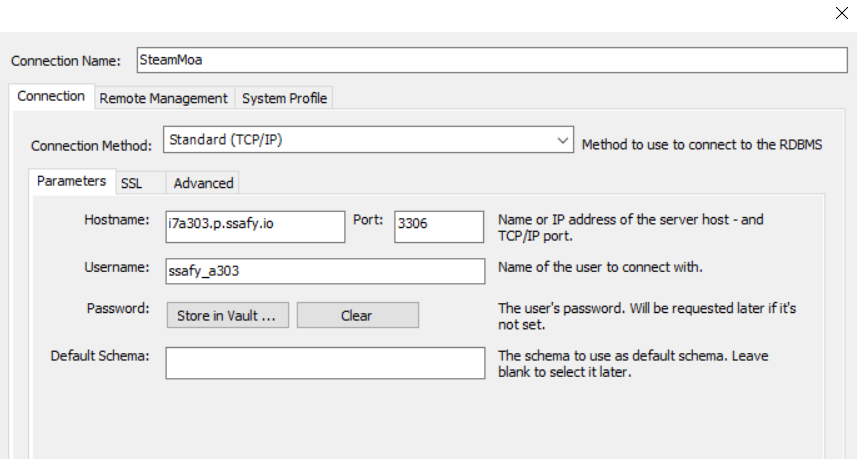 Connection Name: SteamMoa
Connection Remote Management System Profile
Connection Method: Standard (TCP/IP) Method to use to connect to the RDBMS
Parameters SSL Advanced
Hostname: i7a303.p.ssafy.io Port: 3306 Name or IP address of the server host - and
TCP/IP port.
Username: ssafy_a303 Name of the user to connect with.
Password: Store in Vault ... Clear The user's password. Will be requested later if it's
not set.
Default Schema: The schema to use as default schema. Leave
blank to select it later.